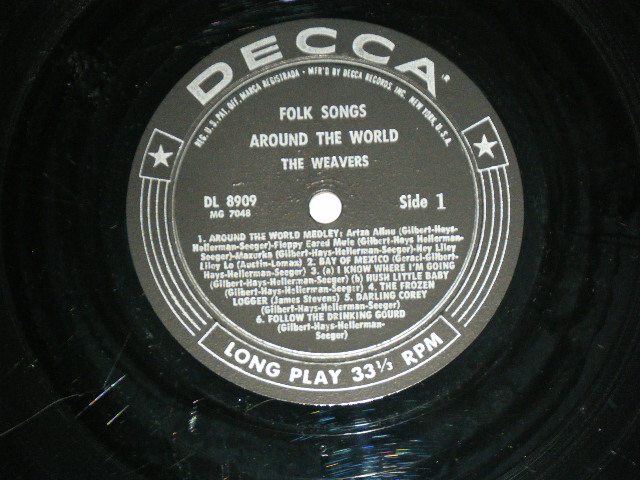 DECCA
REG. U.S. PAT. OFF. MARCA REGISTRADA • MFR'D BY DECCA RECORDS, INC., NEW YORK, U.S.A.
FOLK SONGS
AROUND THE WORLD
THE WEAVERS
DL 8909
MG 7048
Side 1
1. AROUND THE WORLD MEDLEY: Artza Alinu (Gilbert-Hays-
Hellerman-Seeger)-Floppy Eared Mule (Gilbert-Hays Hellerman-
Seeger)-Mazurka (Gilbert-Hays-Hellerman-Seeger)-Hey Liley
Liley Lo (Austin-Lomax) 2. BAY OF MEXICO (Geraci-Gilbert-
Hays-Hellerman-Seeger) 3. (a) I KNOW WHERE I'M GOING
(Gilbert-Hays-Hellerman-Seeger) (b) HUSH LITTLE BABY
(Gilbert-Hays-Hellerman-Seeger) 4. THE FROZEN
LOGGER (James Stevens) 5. DARLING COREY
(Gilbert-Hays-Hellerman-Seeger)
6. FOLLOW THE DRINKING GOURD
(Gilbert-Hays-Hellerman-
Seeger)
LONG PLAY 33⅓ RPM